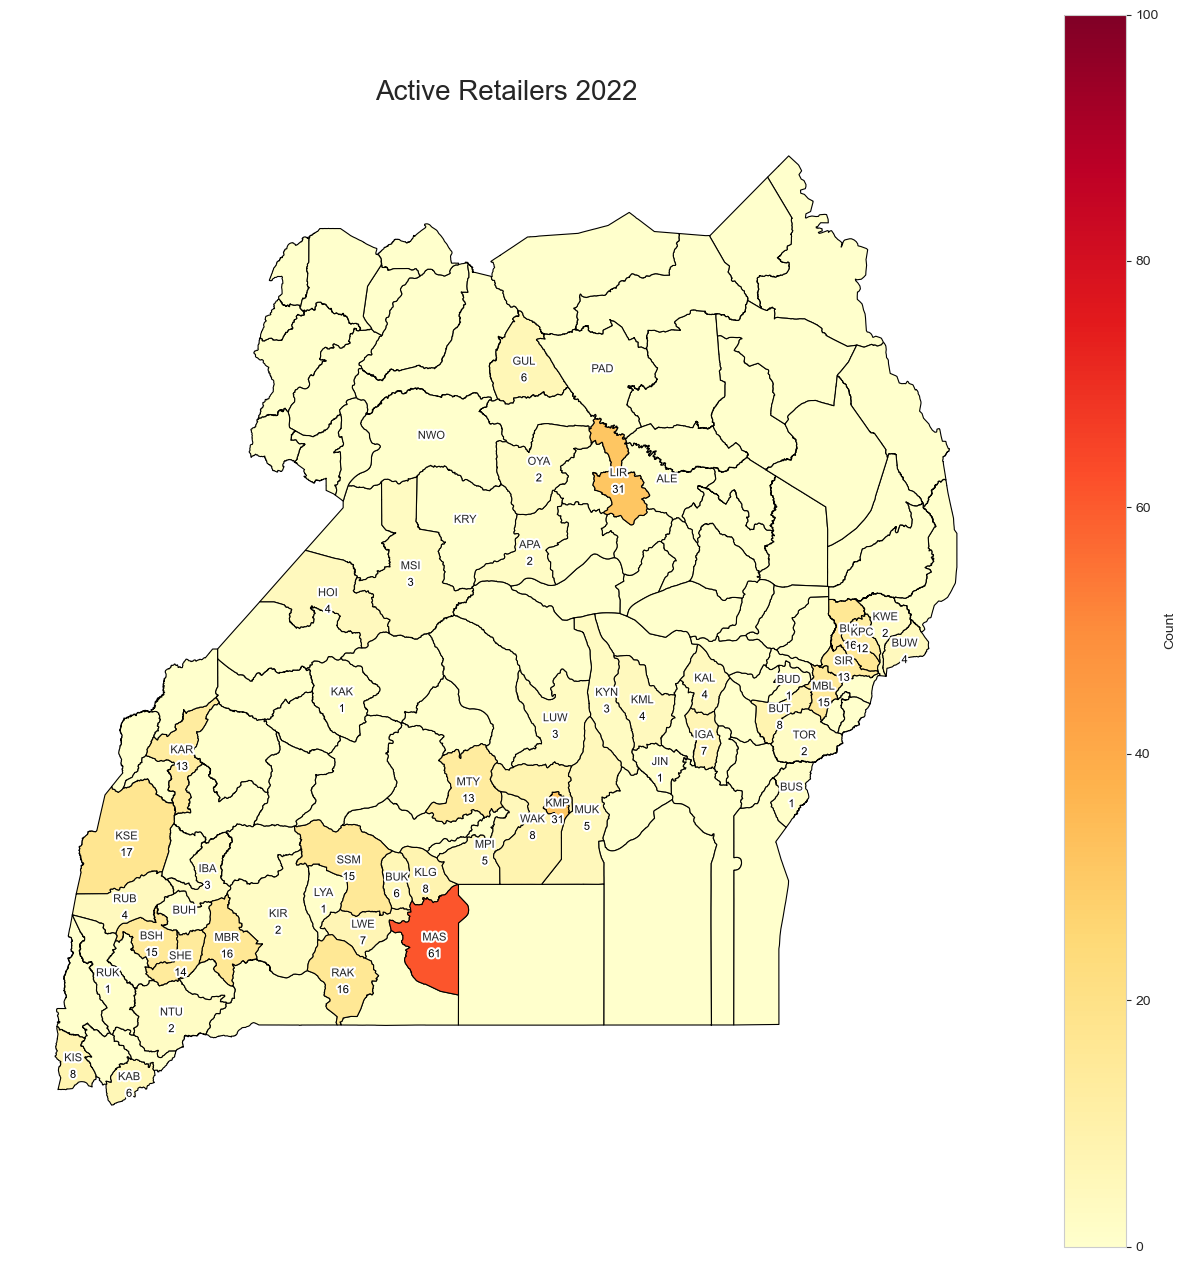 Active Retailers 2022
100
80
60
40
20
0
Count
GUL
6
PAD
NWO
OYA
2
LIR
31
ALE
KRY
APA
2
MSI
3
HOI
4
KWE
2
16
KPC
12
BUW
4
SIR
13
KAK
1
KYN
3
KML
4
KAL
4
BUD
1
MBL
15
BUT
8
LUW
3
IGA
7
TOR
2
KAR
13
JIN
1
MTY
13
BUS
1
KMP
31
WAK
8
MUK
5
KSE
17
MPI
5
SSM
15
IBA
3
BUK
6
KLG
8
RUB
4
LYA
1
BUH
KIR
2
LWE
7
BSH
15
MBR
16
MAS
61
SHE
14
RUK
1
RAK
16
NTU
2
KIS
8
KAB
6